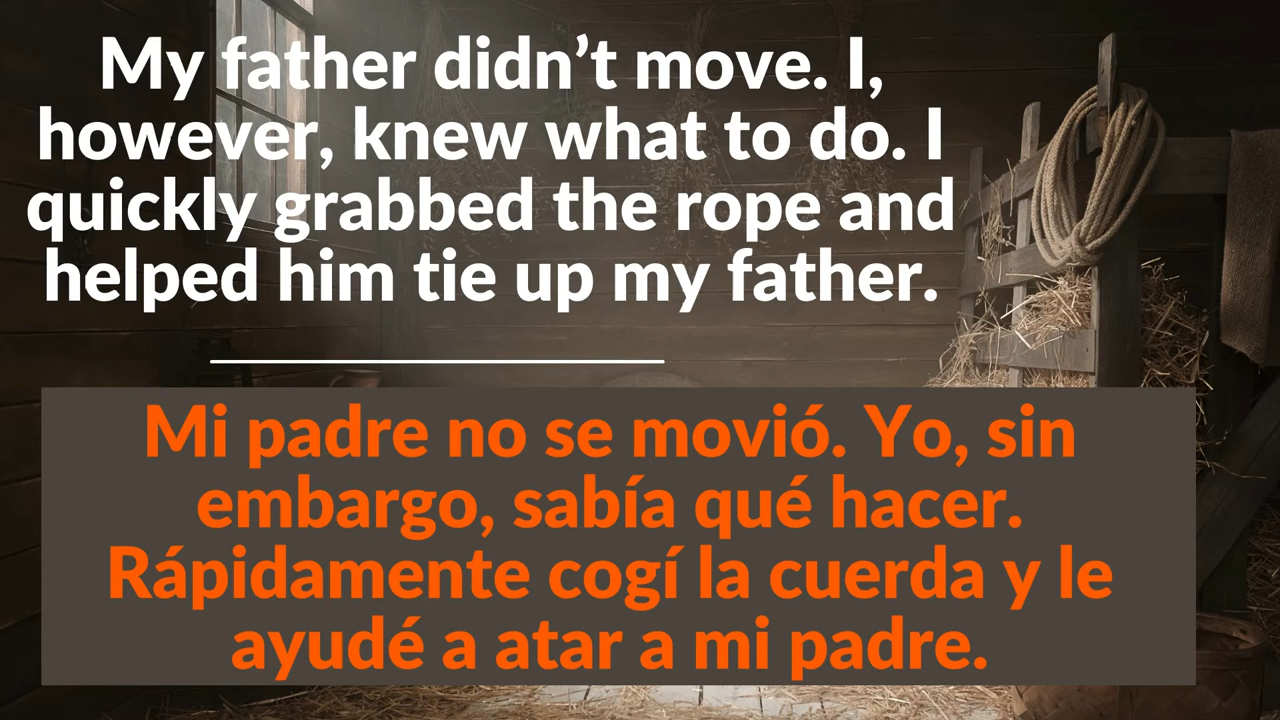 My father didn’t move. I,
however, knew what to do. I
quickly grabbed the rope and
helped him tie up my father.
Mi padre no se movió. Yo, sin
embargo, sabía qué hacer.
Rápidamente cogí la cuerda y le
ayudé a atar a mi padre.